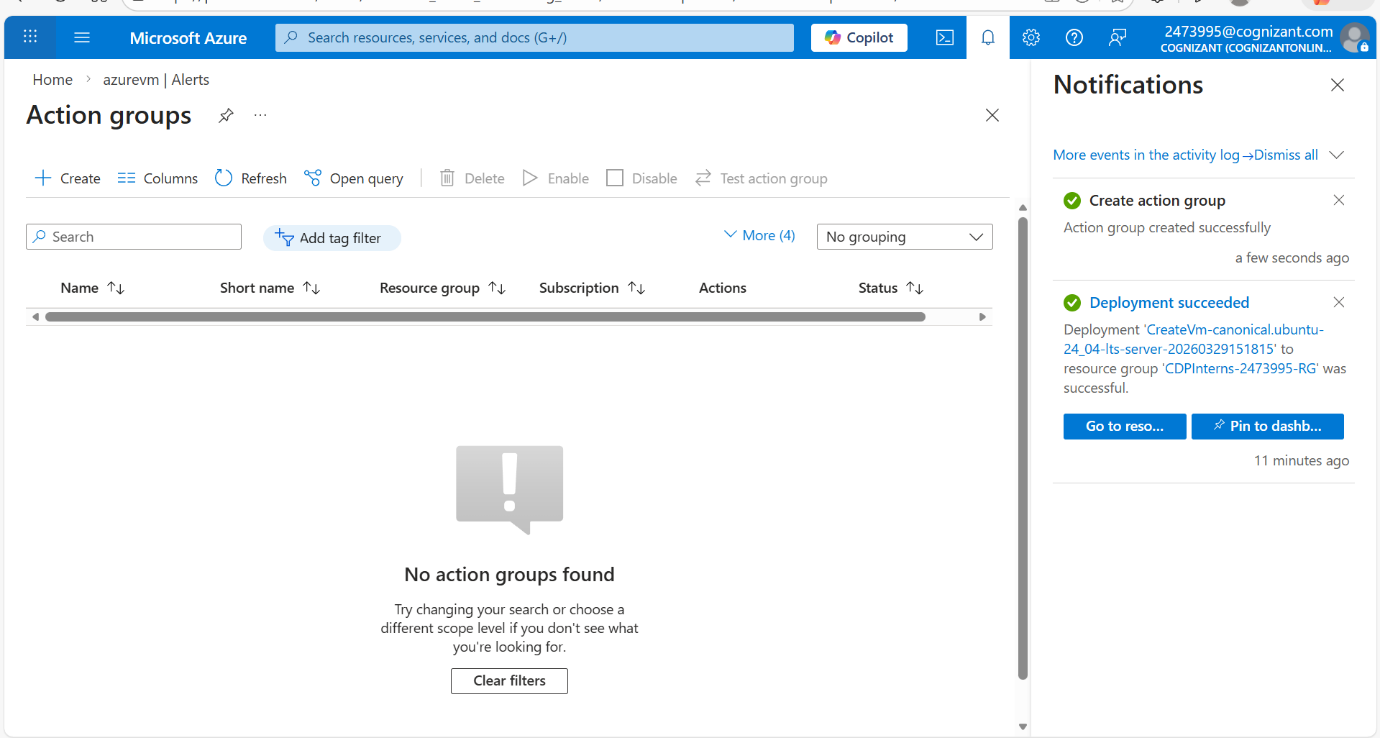 Microsoft Azure
Search resources, services, and docs (G+/)
Copilot
2473995@cognizant.com
COGNIZANT (COGNIZANTONLIN...
Home > azurevm | Alerts
Action groups
...
Create
Columns
Refresh
Open query
Delete
Enable
Disable
Test action group
Search
Add tag filter
More (4)
No grouping
Name
Short name
Resource group
Subscription
Actions
Status
No action groups found
Try changing your search or choose a
different scope level if you don't see what
you're looking for.
Clear filters
Notifications
More events in the activity log→
Dismiss all
Create action group
Action group created successfully
a few seconds ago
Deployment succeeded
Deployment 'CreateVm-canonical.ubuntu-
24_04-lts-server-20260329151815' to
resource group 'CDPInterns-2473995-RG' was
successful.
Go to reso...
Pin to dashb...
11 minutes ago